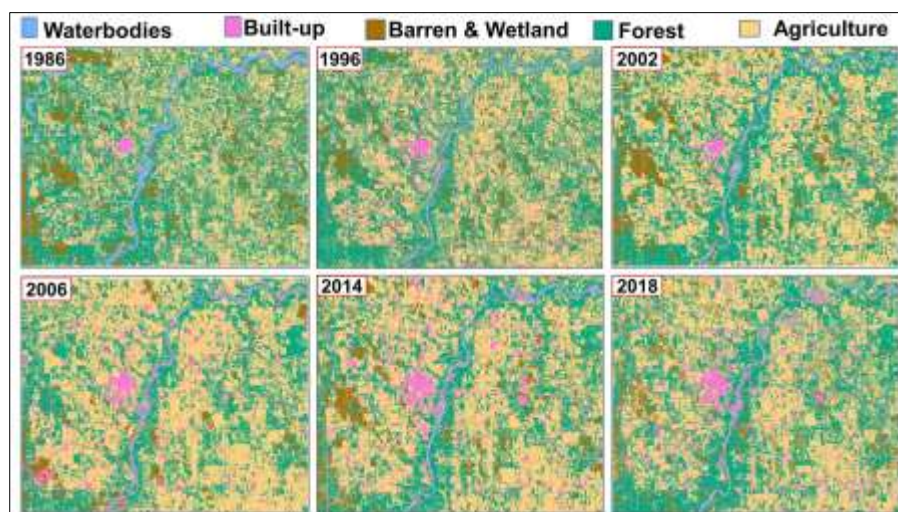 Waterbodies Built-up Barren & Wetland Forest Agriculture
1986 1996 2002
2006 2014 2018